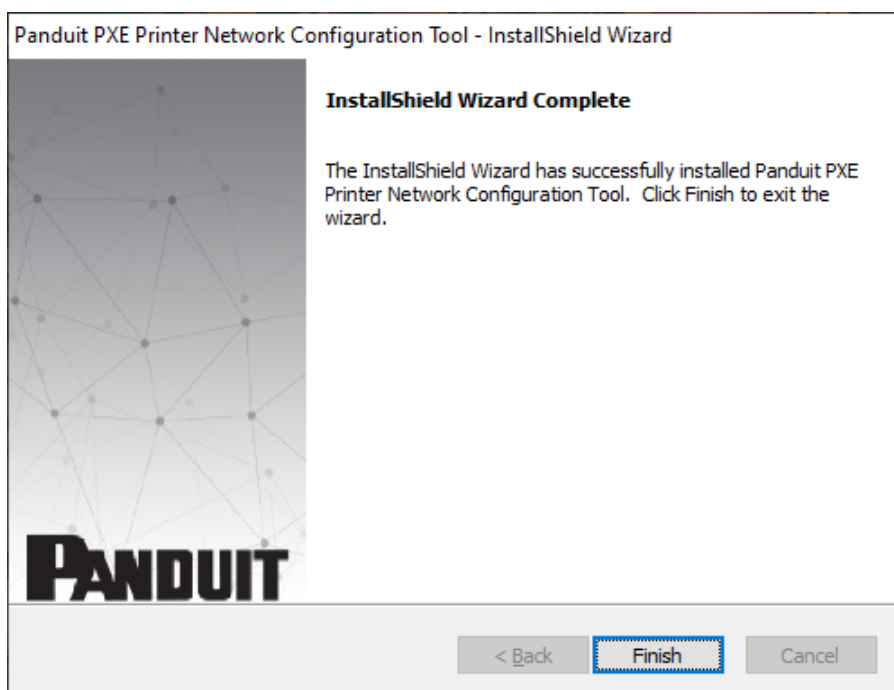 Panduit PXE Printer Network Configuration Tool - InstallShield Wizard
InstallShield Wizard Complete
The InstallShield Wizard has successfully installed Panduit PXE
Printer Network Configuration Tool.  Click Finish to exit the
wizard.
PANDUIT
< Back
Finish
Cancel